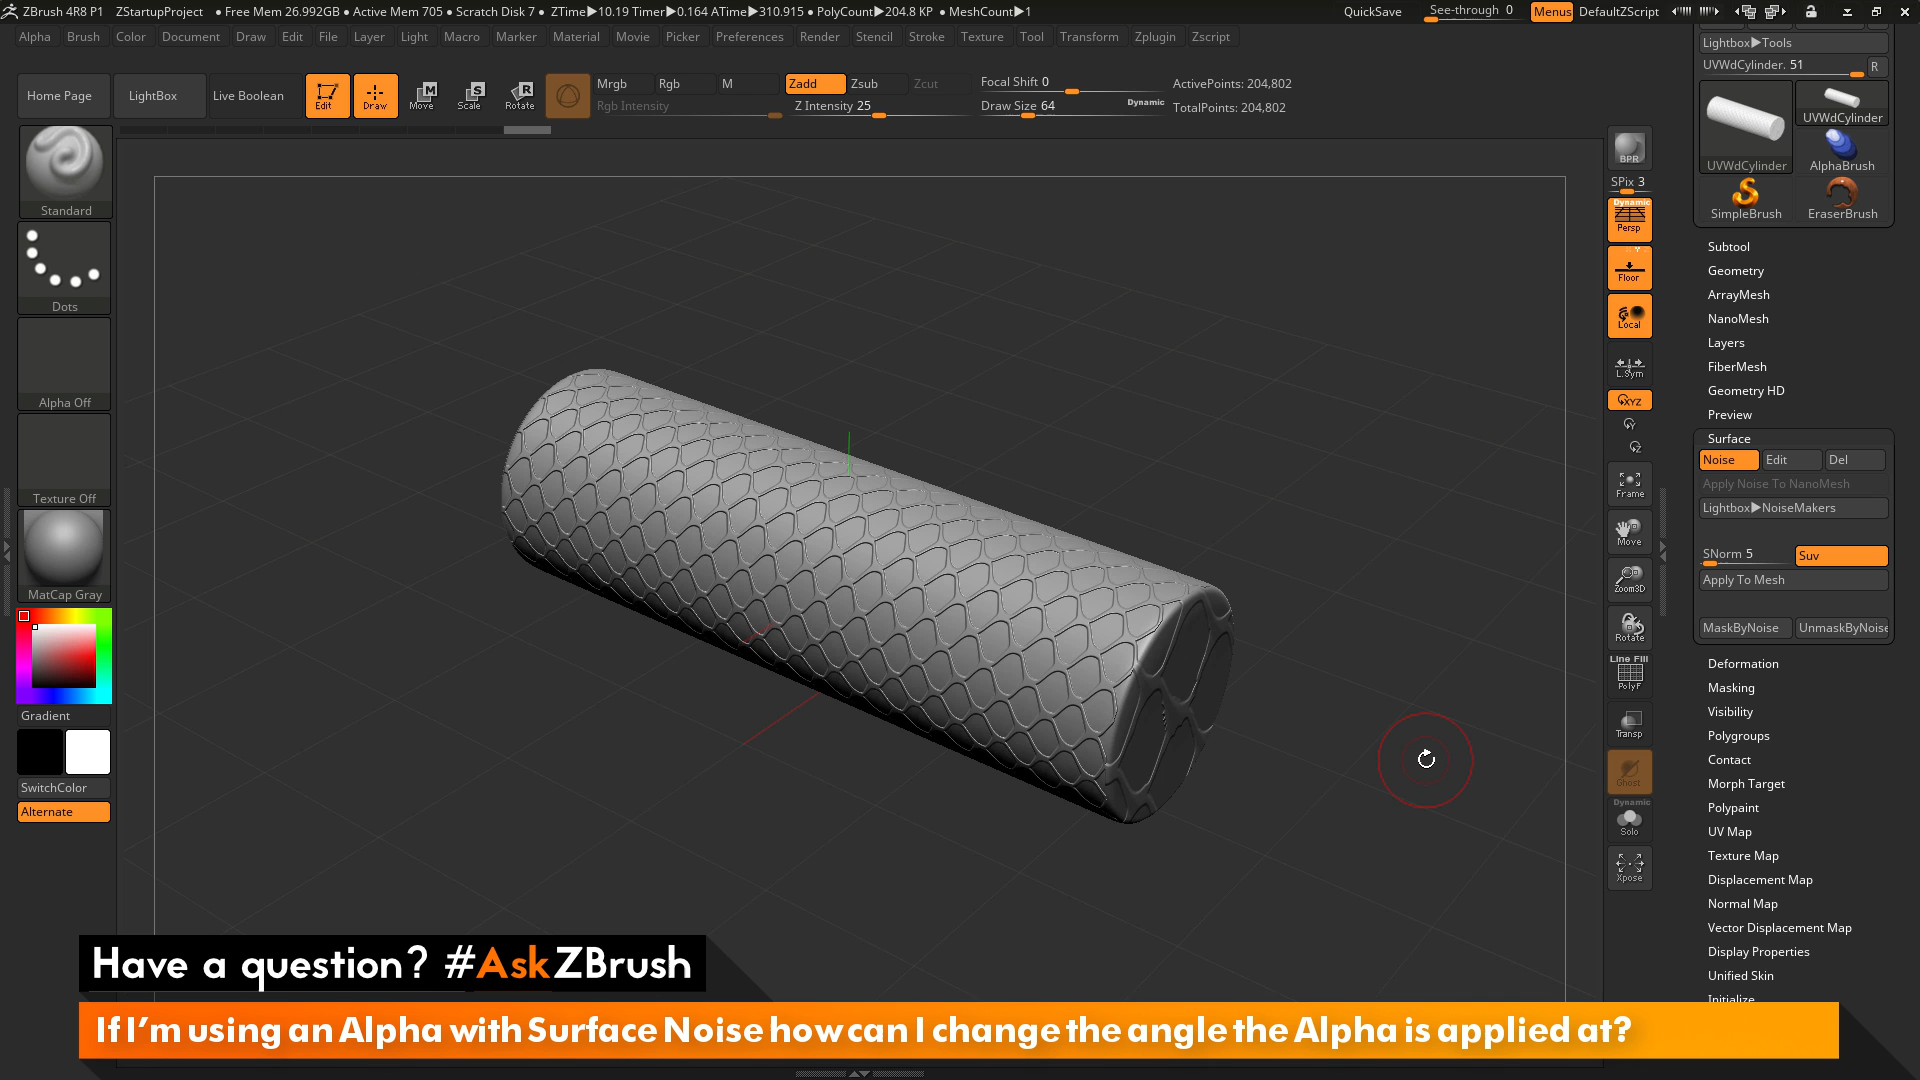 ZBrush 4R8 P1 ZStartupProject ● Free Mem 26.992GB ● Active Mem 705 ● Scratch Disk 7 ● ZTime▶10.19 Timer▶0.164 ATime▶310.915 ● PolyCount▶204.8 KP ● MeshCount▶1 QuickSave See-through 0 Menus DefaultZScript
Alpha Brush Color Document Draw Edit File Layer Light Macro Marker Material Movie Picker Preferences Render Stencil Stroke Texture Tool Transform Zplugin Zscript
Home Page LightBox Live Boolean Edit Draw Move Scale Rotate
M S R
Mrgb Rgb M Zadd Zsub Zcut Focal Shift 0 ActivePoints: 204,802
Rgb Intensity Z Intensity 25 Draw Size 64 Dynamic TotalPoints: 204,802
Standard
Dots
Alpha Off
Texture Off
MatCap Gray
Gradient
SwitchColor
Alternate
BPR
SPix 3
Dynamic
Persp
Floor
Local
L.Sym
XYZ
Y
Z
Frame
Move
Zoom3D
Rotate
Line Fill
PolyF
Transp
Ghost
Dynamic
Solo
Xpose
Lightbox▶Tools
UVWdCylinder. 51 R
UVWdCylinder
UVWdCylinder AlphaBrush
SimpleBrush EraserBrush
Subtool
Geometry
ArrayMesh
NanoMesh
Layers
FiberMesh
Geometry HD
Preview
Surface
Noise Edit Del
Apply Noise To NanoMesh
Lightbox▶NoiseMakers
SNorm 5 Suv
Apply To Mesh
MaskByNoise UnmaskByNoise
Deformation
Masking
Visibility
Polygroups
Contact
Morph Target
Polypaint
UV Map
Texture Map
Displacement Map
Normal Map
Vector Displacement Map
Display Properties
Unified Skin
Initialize
Have a question? #AskZBrush
If I'm using an Alpha with Surface Noise how can I change the angle the Alpha is applied at?